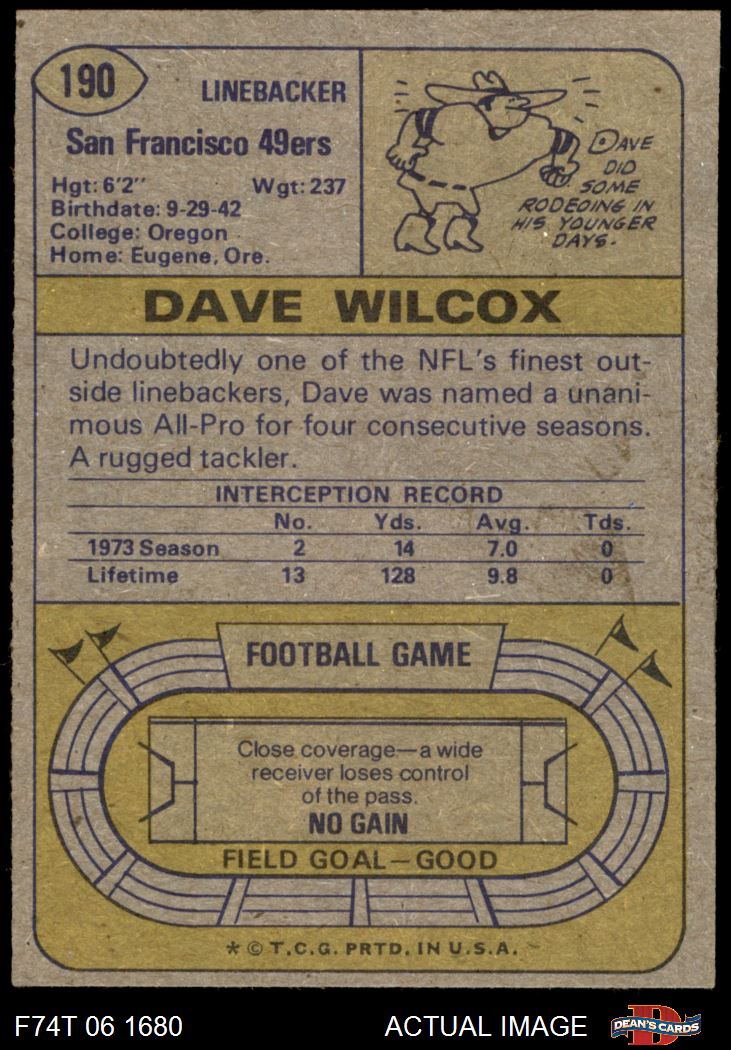 190
LINEBACKER
San Francisco 49ers
Hgt: 6'2" Wgt: 237
Birthdate: 9-29-42
College: Oregon
Home: Eugene, Ore.
DAVE
DID
SOME
RODEOING IN
HIS YOUNGER
DAYS.
DAVE WILCOX
Undoubtedly one of the NFL's finest out-
side linebackers, Dave was named a unani-
mous All-Pro for four consecutive seasons.
A rugged tackler.
INTERCEPTION RECORD
No. Yds. Avg. Tds.
1973 Season 2 14 7.0 0
Lifetime 13 128 9.8 0
FOOTBALL GAME
Close coverage—a wide
receiver loses control
of the pass.
NO GAIN
FIELD GOAL—GOOD
* © T.C.G. PRTD. IN U.S.A.
F74T 06 1680 ACTUAL IMAGE DEAN'S CARDS